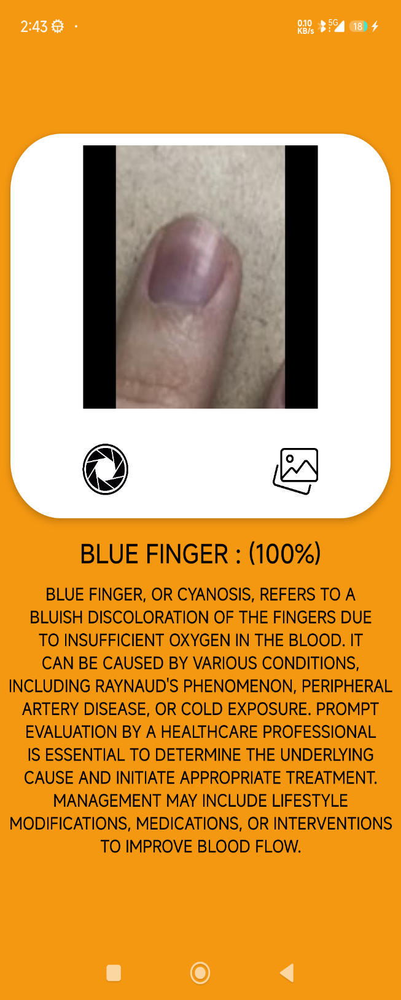 2:43
0.10
KB/s
5G
18
BLUE FINGER : (100%)
BLUE FINGER, OR CYANOSIS, REFERS TO A
BLUISH DISCOLORATION OF THE FINGERS DUE
TO INSUFFICIENT OXYGEN IN THE BLOOD. IT
CAN BE CAUSED BY VARIOUS CONDITIONS,
INCLUDING RAYNAUD'S PHENOMENON, PERIPHERAL
ARTERY DISEASE, OR COLD EXPOSURE. PROMPT
EVALUATION BY A HEALTHCARE PROFESSIONAL
IS ESSENTIAL TO DETERMINE THE UNDERLYING
CAUSE AND INITIATE APPROPRIATE TREATMENT.
MANAGEMENT MAY INCLUDE LIFESTYLE
MODIFICATIONS, MEDICATIONS, OR INTERVENTIONS
TO IMPROVE BLOOD FLOW.